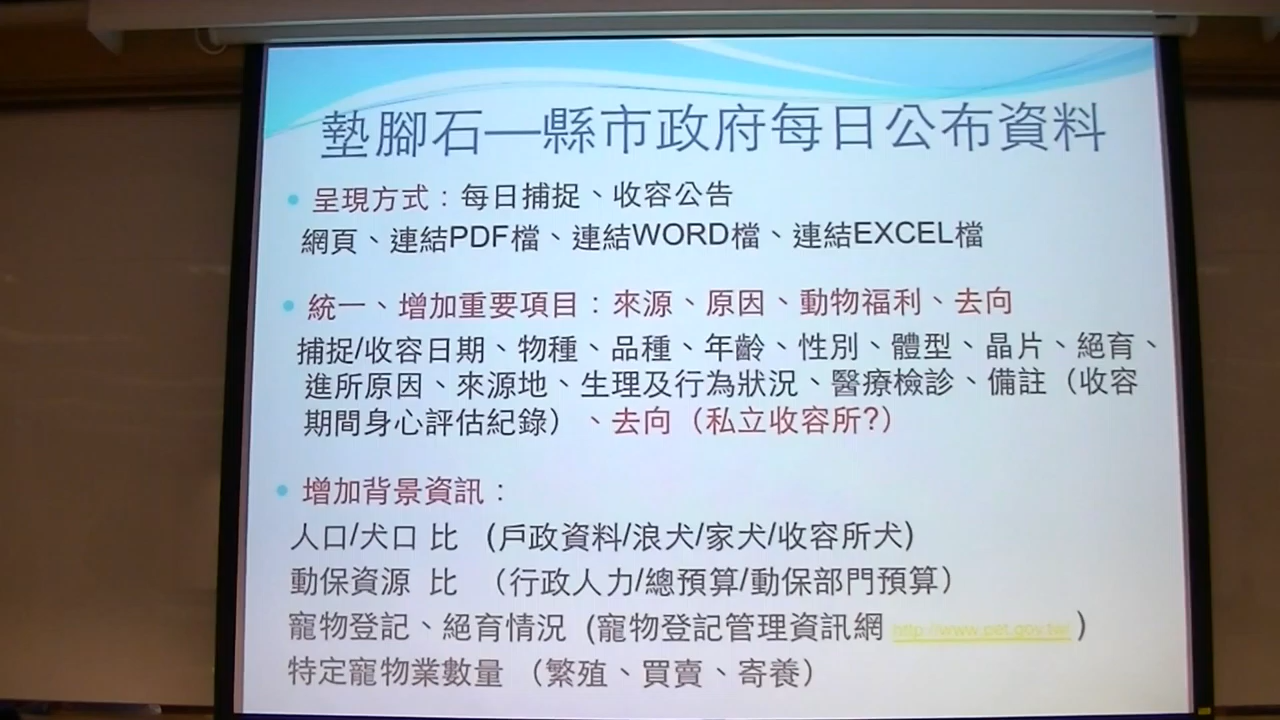 墊腳石—縣市政府每日公布資料
呈現方式：每日捕捉、收容公告
網頁、連結PDF檔、連結WORD檔、連結EXCEL檔
統一、增加重要項目：來源、原因、動物福利、去向
捕捉/收容日期、物種、品種、年齡、性別、體型、晶片、絕育、
進所原因、來源地、生理及行為狀況、醫療檢診、備註（收容
期間身心評估紀錄）、去向（私立收容所?）
增加背景資訊：
人口/犬口 比 (戶政資料/浪犬/家犬/收容所犬)
動保資源 比 （行政人力/總預算/動保部門預算）
寵物登記、絕育情況 (寵物登記管理資訊網 http://www.pet.gov.tw/ )
特定寵物業數量 （繁殖、買賣、寄養）